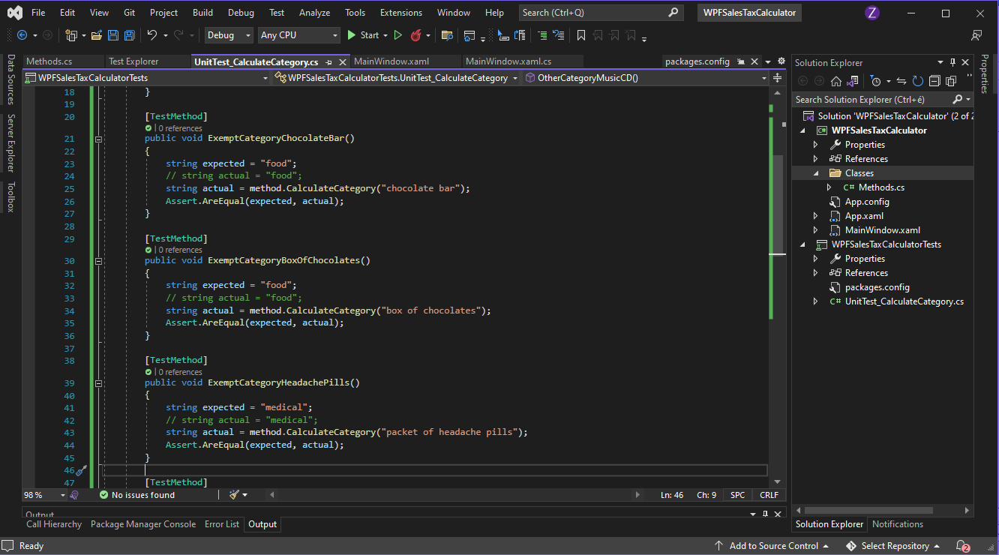 File Edit View Git Project Build Debug Test Analyze Tools Extensions Window Help Search (Ctrl+Q) WPFSalesTaxCalculator Z
Debug Any CPU Start
Methods.cs Test Explorer UnitTest_CalculateCategory.cs MainWindow.xaml MainWindow.xaml.cs packages.config
WPFSalesTaxCalculatorTests WPFSalesTaxCalculatorTests.UnitTest_CalculateCategory OtherCategoryMusicCD()
Data Sources
Server Explorer
Toolbox
18 }
19
20 [TestMethod]
| 0 references
21 public void ExemptCategoryChocolateBar()
22 {
23 string expected = "food";
24 // string actual = "food";
25 string actual = method.CalculateCategory("chocolate bar");
26 Assert.AreEqual(expected, actual);
27 }
28
29 [TestMethod]
| 0 references
30 public void ExemptCategoryBoxOfChocolates()
31 {
32 string expected = "food";
33 // string actual = "food";
34 string actual = method.CalculateCategory("box of chocolates");
35 Assert.AreEqual(expected, actual);
36 }
37
38 [TestMethod]
| 0 references
39 public void ExemptCategoryHeadachePills()
40 {
41 string expected = "medical";
42 // string actual = "medical";
43 string actual = method.CalculateCategory("packet of headache pills");
44 Assert.AreEqual(expected, actual);
45 }
46
47 [TestMethod]
98 % No issues found Ln: 46 Ch: 9 SPC CRLF
Output
Call Hierarchy Package Manager Console Error List Output
Solution Explorer
Search Solution Explorer (Ctrl+é)
Solution 'WPFSalesTaxCalculator' (2 of 2
C# WPFSalesTaxCalculator
Properties
References
Classes
C# Methods.cs
App.config
App.xaml
MainWindow.xaml
WPFSalesTaxCalculatorTests
Properties
References
packages.config
C# UnitTest_CalculateCategory.cs
Solution Explorer Notifications
Properties
Ready Add to Source Control Select Repository 2